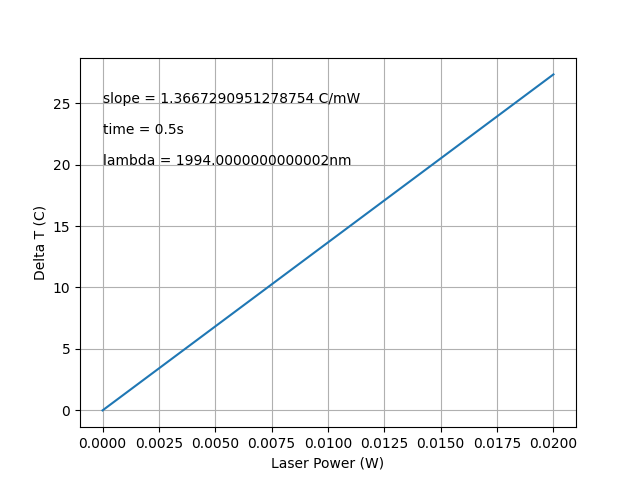 slope = 1.3667290951278754 C/mW
25
time = 0.5s
lambda = 1994.0000000000002nm
20
15
10
5
0
Delta T (C)
0.0000 0.0025 0.0050 0.0075 0.0100 0.0125 0.0150 0.0175 0.0200
Laser Power (W)